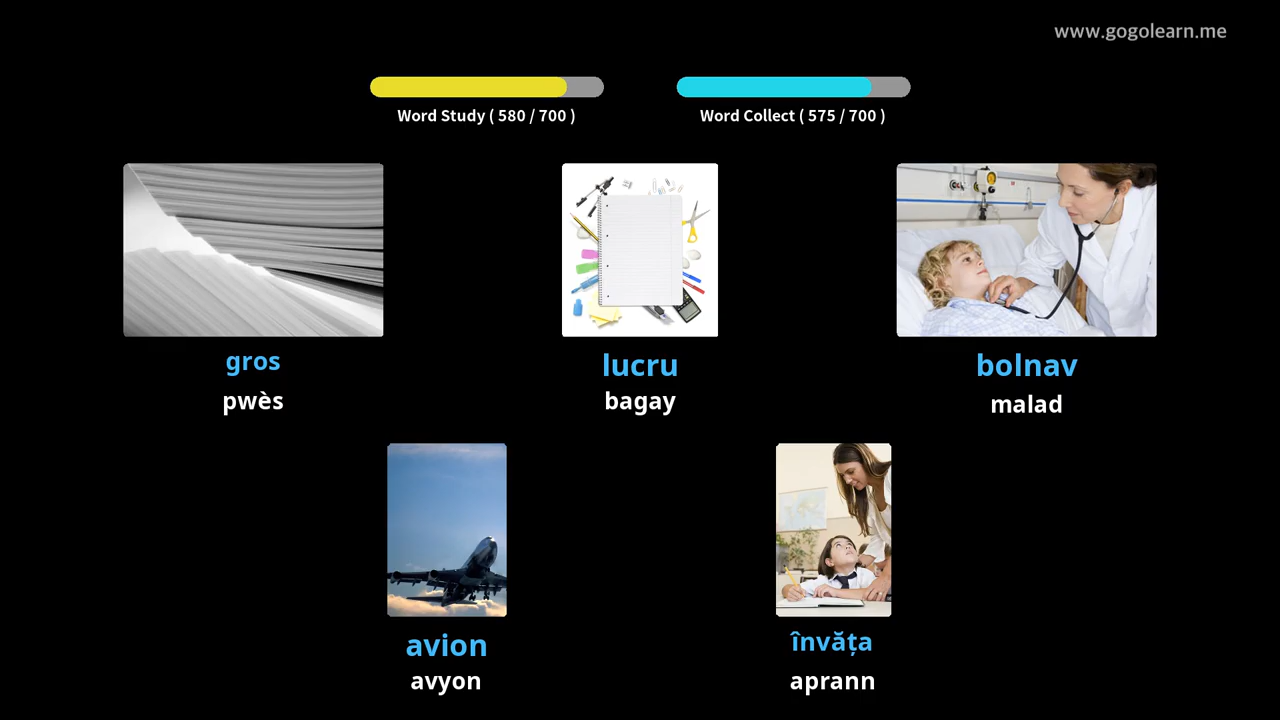 www.gogolearn.me
Word Study ( 580 / 700 )
Word Collect ( 575 / 700 )
gros
pwès
lucru
bagay
bolnav
malad
avion
avyon
învăța
aprann